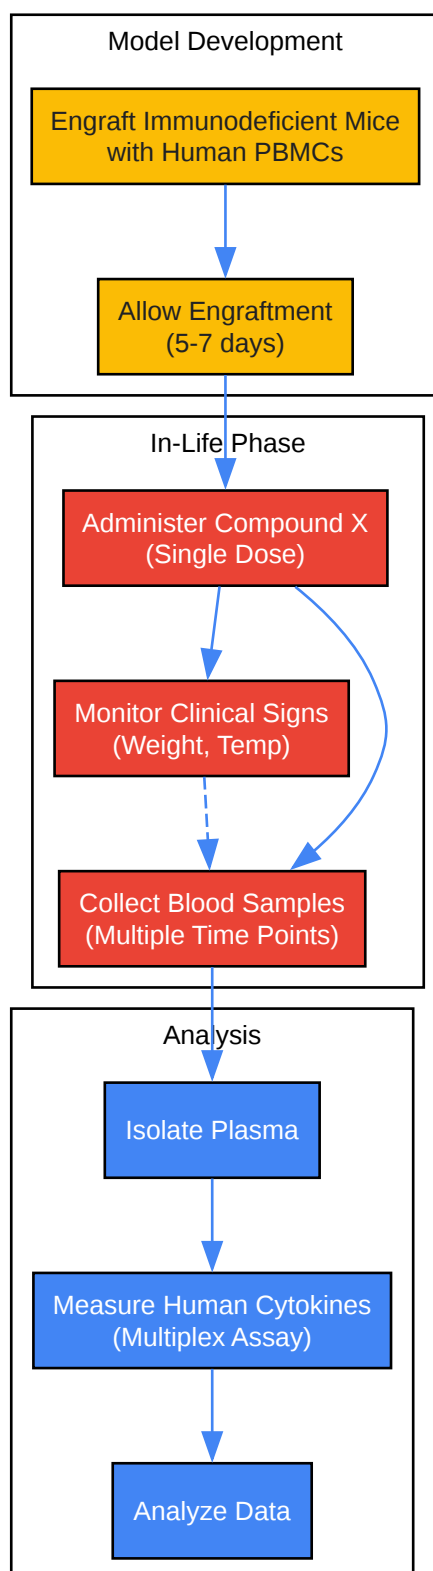 Model Development
Engraft Immunodeficient Mice
with Human PBMCs
Allow Engraftment
(5-7 days)
In-Life Phase
Administer Compound X
(Single Dose)
Monitor Clinical Signs
(Weight, Temp)
Collect Blood Samples
(Multiple Time Points)
Analysis
Isolate Plasma
Measure Human Cytokines
(Multiplex Assay)
Analyze Data